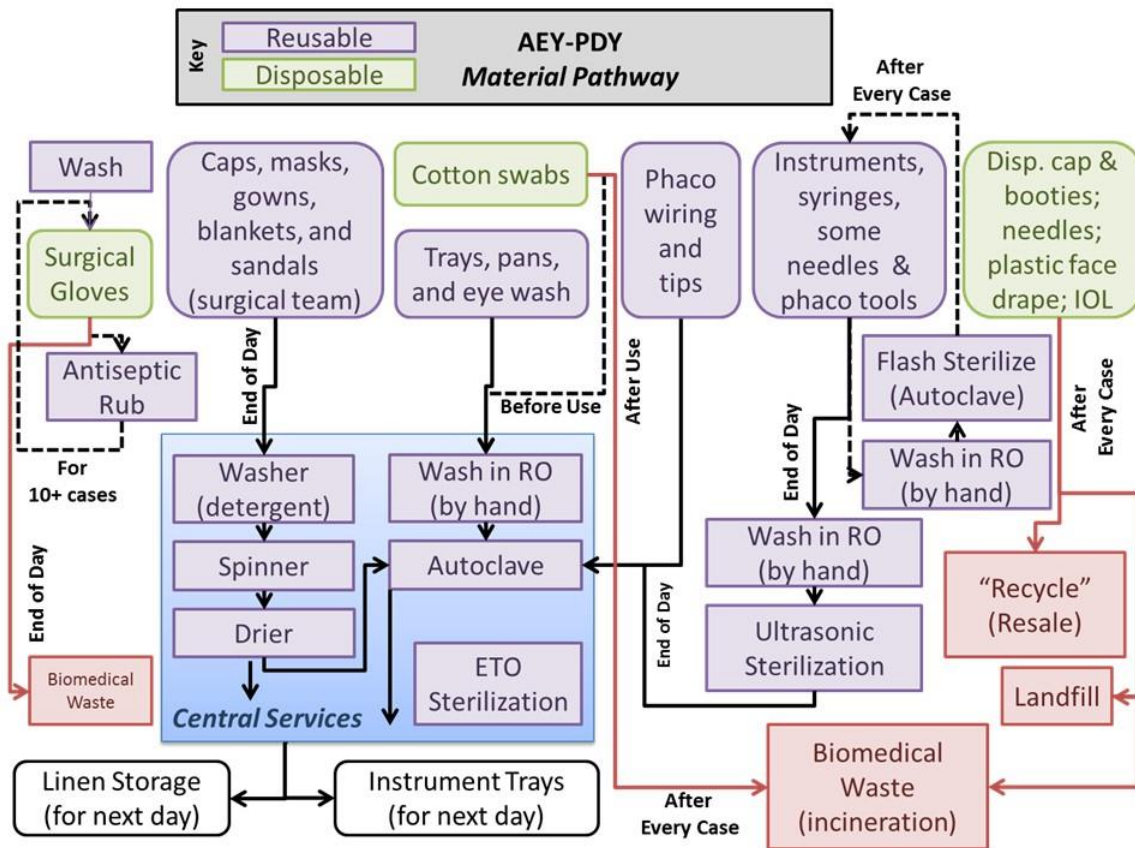 Key
Reusable
Disposable
AEY-PDY
Material Pathway
After
Every Case
Wash
Caps, masks,
gowns,
blankets, and
sandals
(surgical team)
Cotton swabs
Phaco
wiring
and
tips
Instruments,
syringes,
some
needles &
phaco tools
Disp. cap &
booties;
needles;
plastic face
drape; IOL
Surgical
Gloves
Trays, pans,
and eye wash
Antiseptic
Rub
End of Day
Before Use
After Use
Flash Sterilize
(Autoclave)
After
Every Case
For
10+ cases
Washer
(detergent)
Wash in RO
(by hand)
End of Day
Wash in RO
(by hand)
Spinner
Autoclave
Wash in RO
(by hand)
End of Day
Drier
ETO
Sterilization
End of Day
Ultrasonic
Sterilization
“Recycle”
(Resale)
Biomedical
Waste
Central Services
Landfill
Linen Storage
(for next day)
Instrument Trays
(for next day)
After
Every Case
Biomedical
Waste
(incineration)